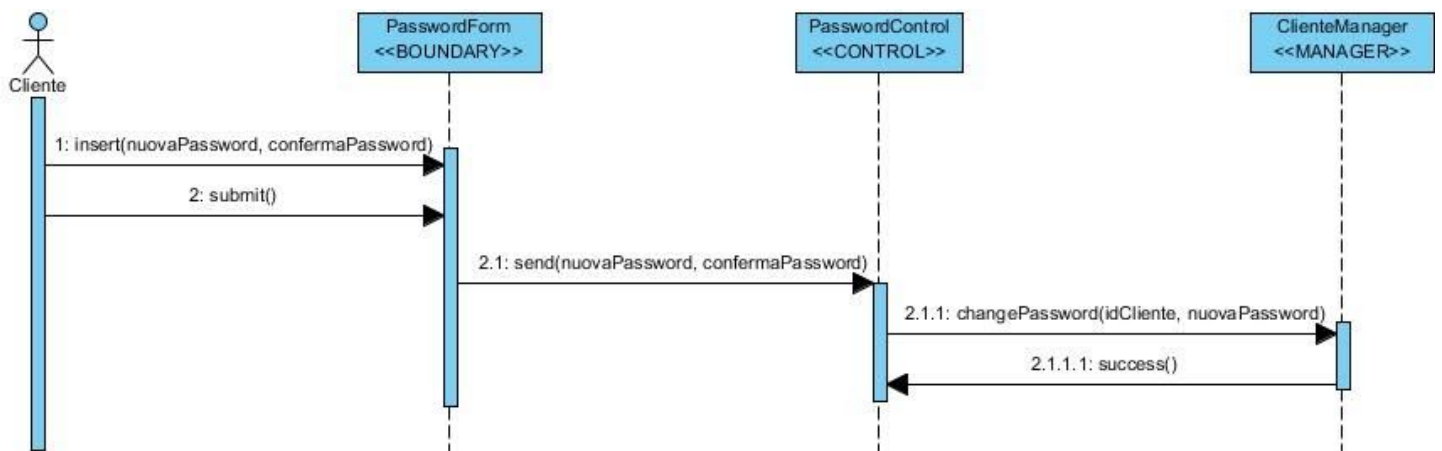 PasswordForm
<<BOUNDARY>>
PasswordControl
<<CONTROL>>
ClienteManager
<<MANAGER>>
Cliente
1: insert(nuovaPassword, confermaPassword)
2: submit()
2.1: send(nuovaPassword, confermaPassword)
2.1.1: changePassword(idCliente, nuovaPassword)
2.1.1.1: success()